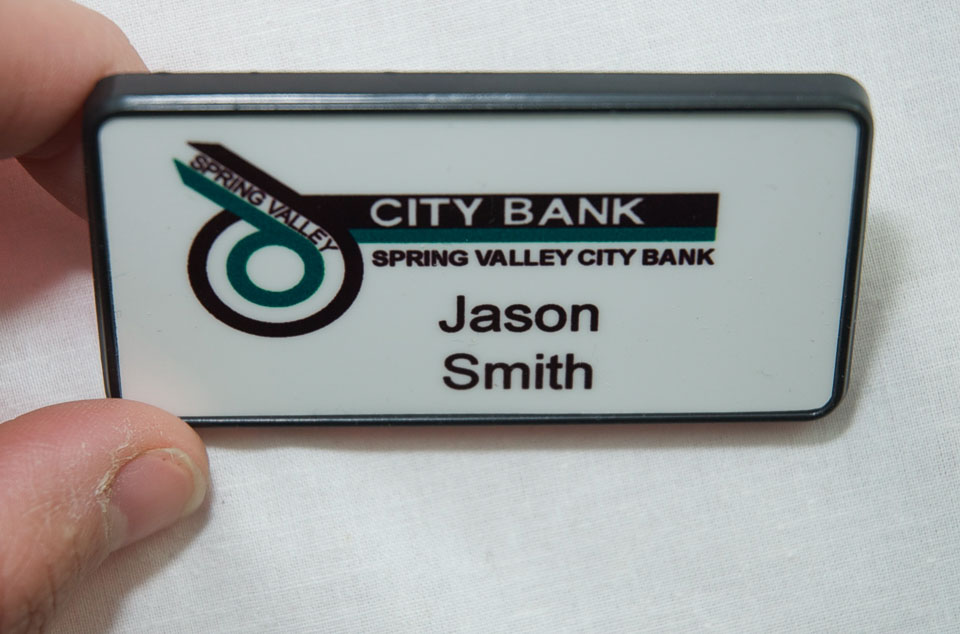 SPRING VALLEY
CITY BANK
SPRING VALLEY CITY BANK
Jason
Smith